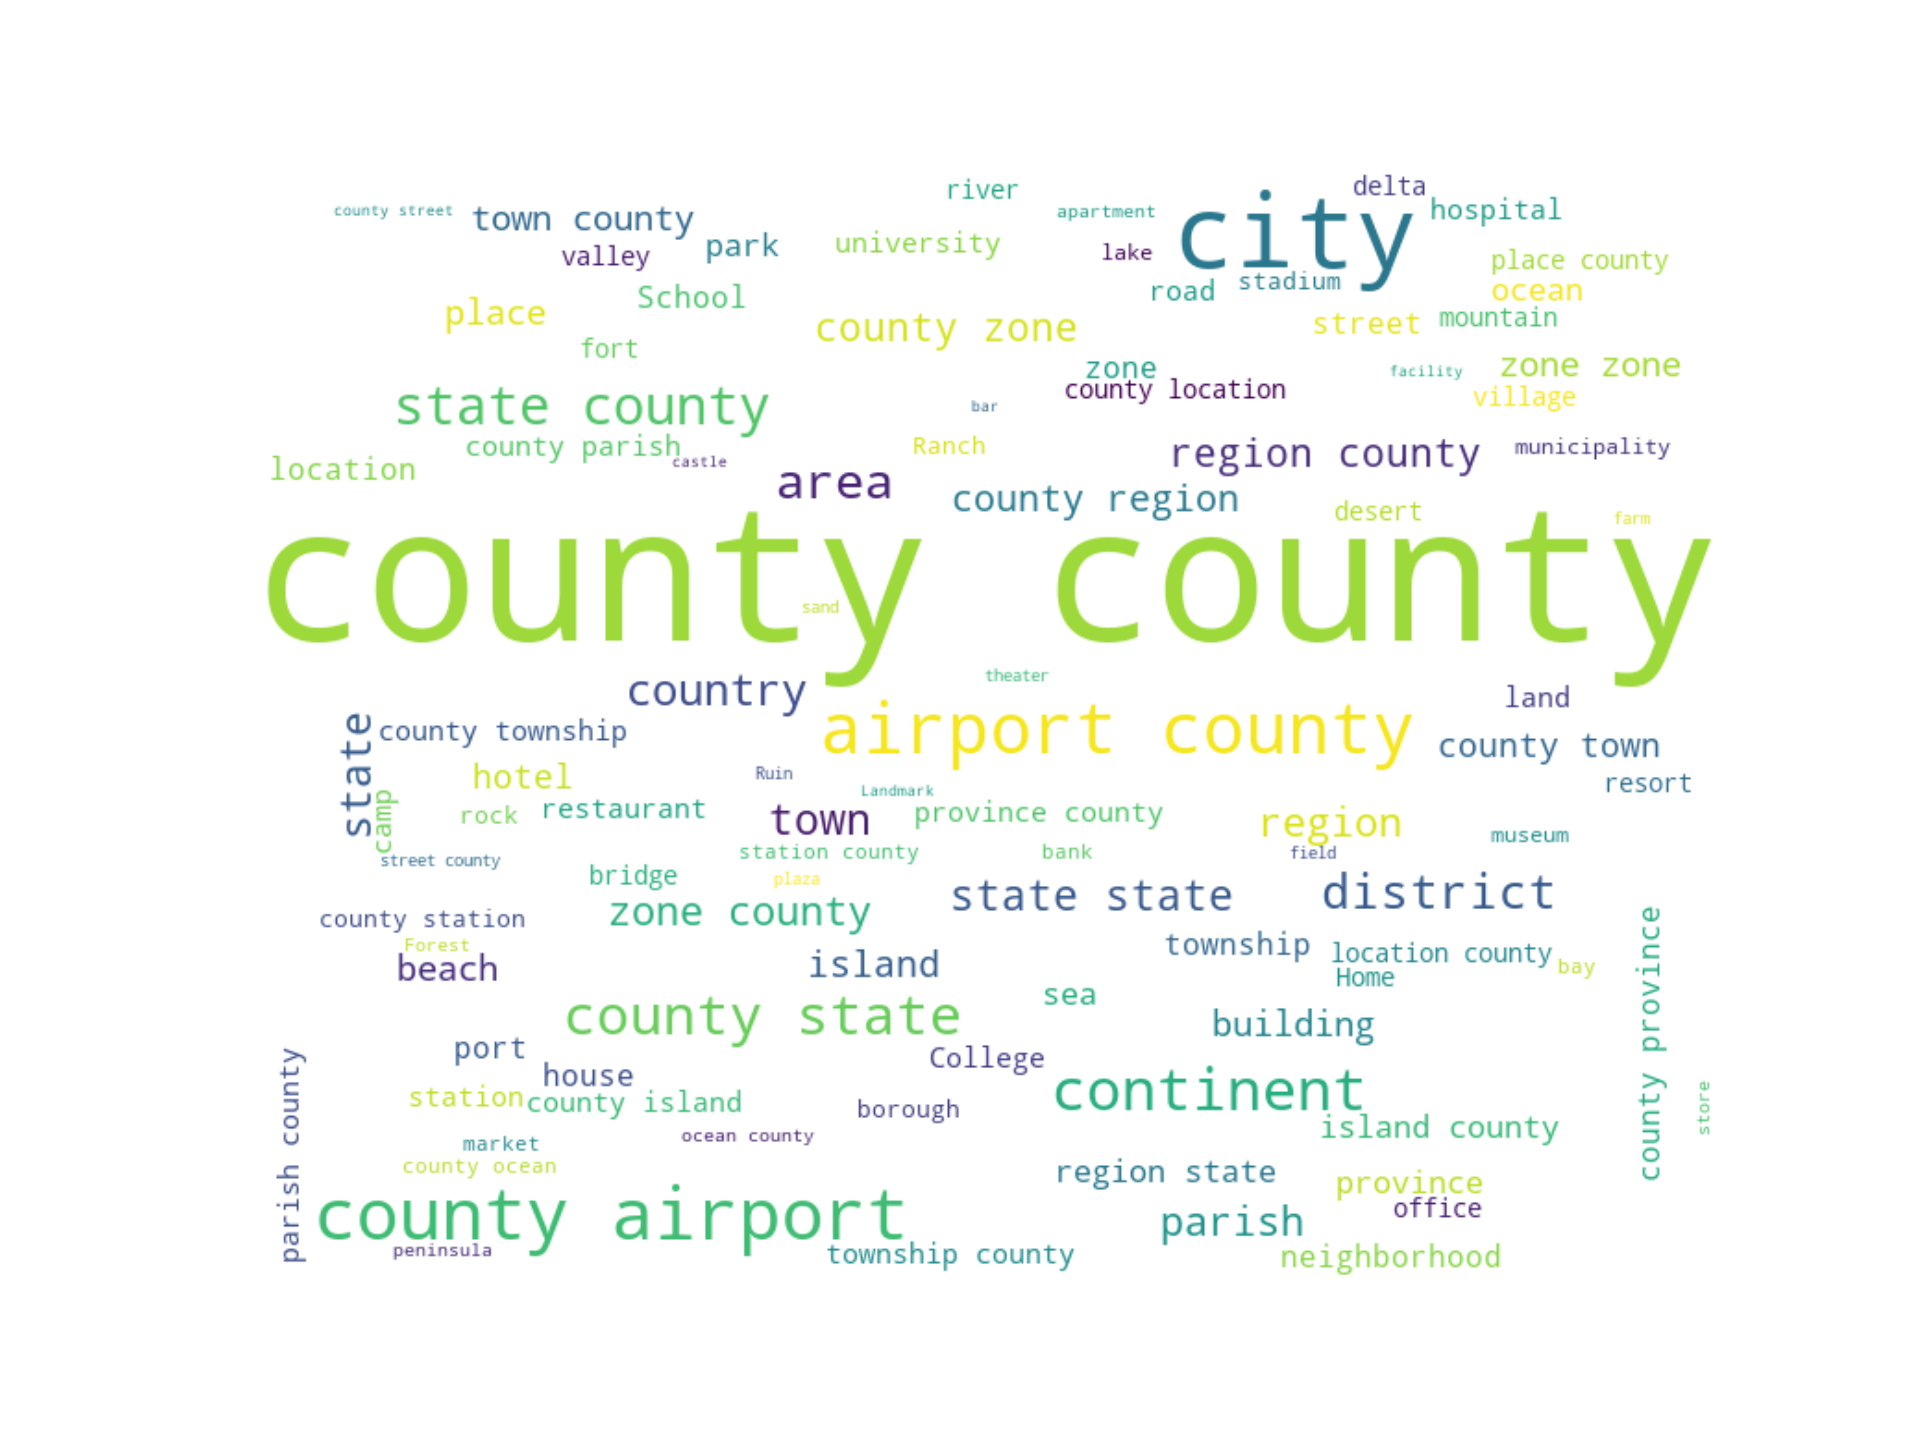 river
delta
county street
town county
apartment
city
hospital
valley
park
university
lake
place county
School
road
stadium
ocean
place
county zone
street
mountain
fort
zone
facility
zone zone
county location
village
state county
bar
county parish
Ranch
region county
municipality
location
castle
area
county region
desert
farm
county county
sand
country
theater
land
state
county township
airport county
county town
hotel
Ruin
resort
camp
rock
restaurant
town
Landmark
province county
region
museum
street county
station county
bank
field
bridge
plaza
state state
district
county station
zone county
Forest
township
location county
county province
beach
island
Home
bay
county state
sea
building
port
College
parish county
house
continent
station
county island
borough
island county
store
market
ocean county
county ocean
region state
province
county airport
parish
office
peninsula
township county
neighborhood